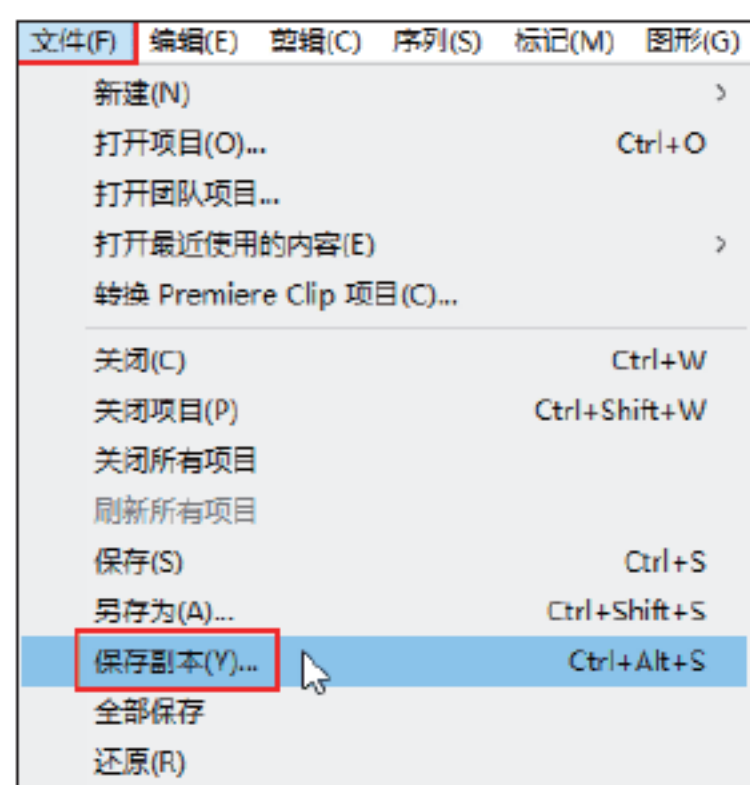 文件(F) 编辑(E) 剪辑(C) 序列(S) 标记(M) 图形(G)
新建(N) >
打开项目(O)... Ctrl+O
打开团队项目...
打开最近使用的内容(E) >
转换 Premiere Clip 项目(C)...
关闭(C) Ctrl+W
关闭项目(P) Ctrl+Shift+W
关闭所有项目
刷新所有项目
保存(S) Ctrl+S
另存为(A)... Ctrl+Shift+S
保存副本(Y)... Ctrl+Alt+S
全部保存
还原(R)